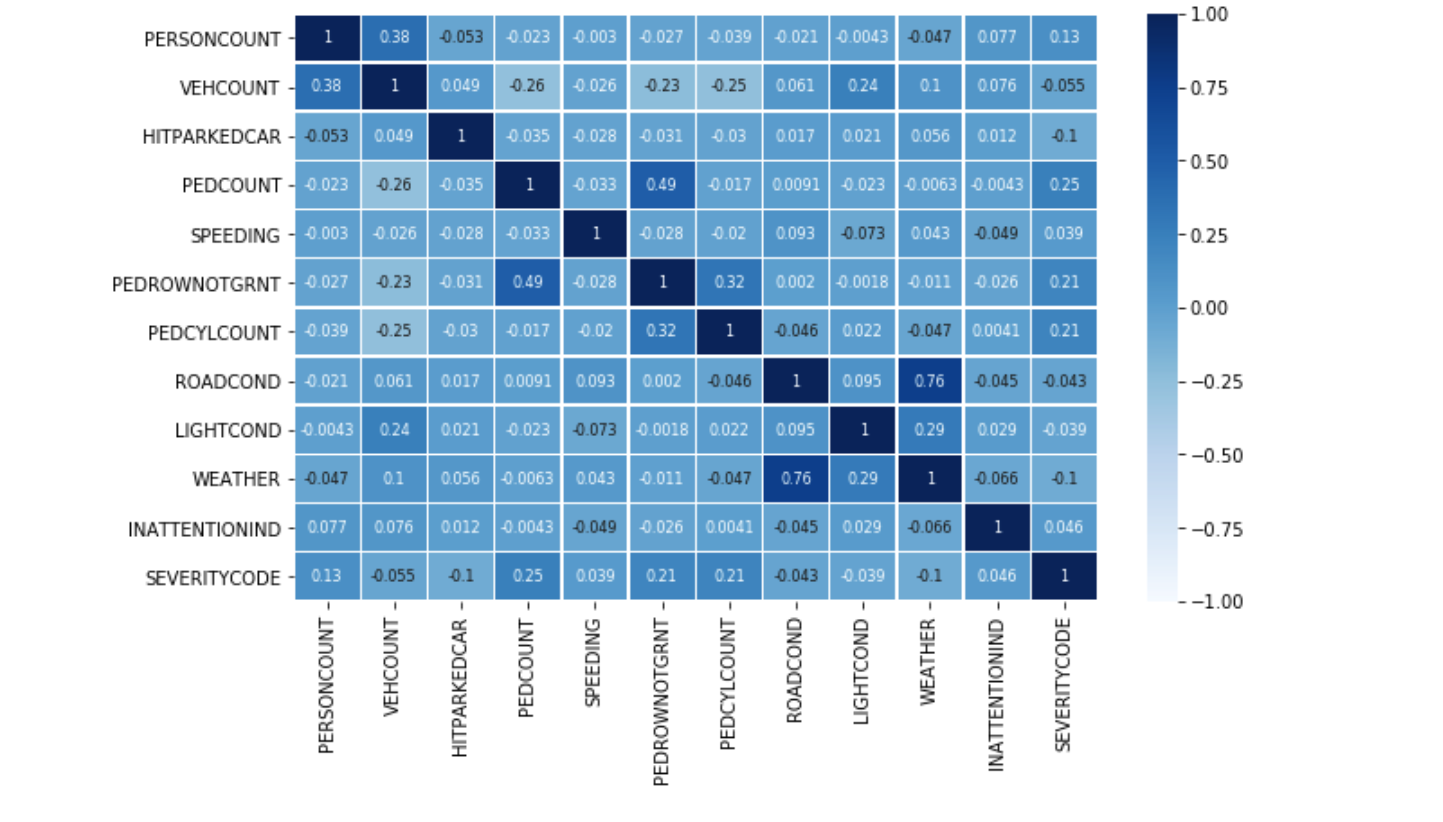 PERSONCOUNT 1 0.38 -0.053 -0.023 -0.003 -0.027 -0.039 -0.021 -0.0043 -0.047 0.077 0.13
VEHCOUNT 0.38 1 0.049 -0.26 -0.026 -0.23 -0.25 0.061 0.24 0.1 0.076 -0.055
HITPARKEDCAR -0.053 0.049 1 -0.035 -0.028 -0.031 -0.03 0.017 0.021 0.056 0.012 -0.1
PEDCOUNT -0.023 -0.26 -0.035 1 -0.033 0.49 -0.017 0.0091 -0.023 -0.0063 -0.0043 0.25
SPEEDING -0.003 -0.026 -0.028 -0.033 1 -0.028 -0.02 0.093 -0.073 0.043 -0.049 0.039
PEDROWNOTGRNT -0.027 -0.23 -0.031 0.49 -0.028 1 0.32 0.002 -0.0018 -0.011 -0.026 0.21
PEDCYLCOUNT -0.039 -0.25 -0.03 -0.017 -0.02 0.32 1 -0.046 0.022 -0.047 0.0041 0.21
ROADCOND -0.021 0.061 0.017 0.0091 0.093 0.002 -0.046 1 0.095 0.76 -0.045 -0.043
LIGHTCOND -0.0043 0.24 0.021 -0.023 -0.073 -0.0018 0.022 0.095 1 0.29 0.029 -0.039
WEATHER -0.047 0.1 0.056 -0.0063 0.043 -0.011 -0.047 0.76 0.29 1 -0.066 -0.1
INATTENTIONIND 0.077 0.076 0.012 -0.0043 -0.049 -0.026 0.0041 -0.045 0.029 -0.066 1 0.046
SEVERITYCODE 0.13 -0.055 -0.1 0.25 0.039 0.21 0.21 -0.043 -0.039 -0.1 0.046 1
PERSONCOUNT
VEHCOUNT
HITPARKEDCAR
PEDCOUNT
SPEEDING
PEDROWNOTGRNT
PEDCYLCOUNT
ROADCOND
LIGHTCOND
WEATHER
INATTENTIONIND
SEVERITYCODE
1.00
0.75
0.50
0.25
0.00
−0.25
−0.50
−0.75
−1.00